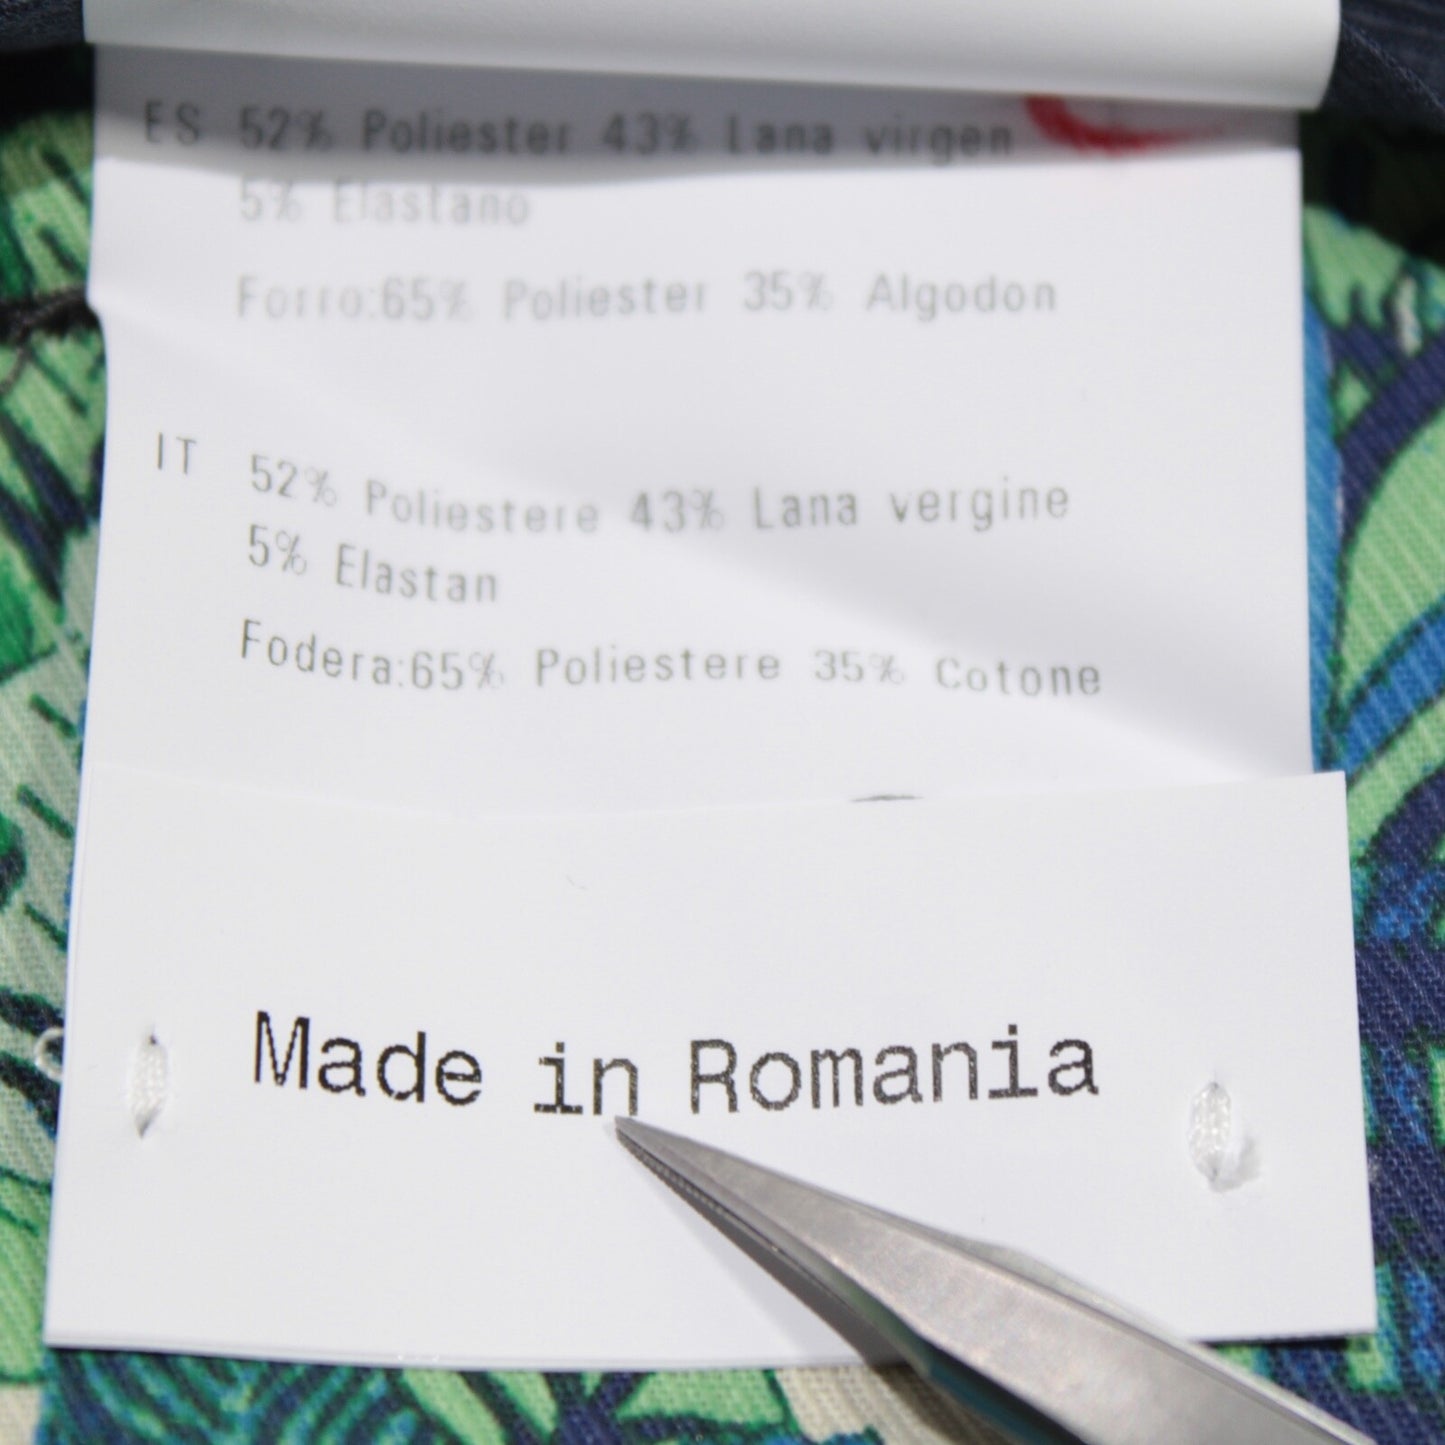 ES 52% Poliester 43% Lana virgen
5% Elastano
Forro:65% Poliester 35% Algodon
IT 52% Poliestere 43% Lana vergine
5% Elastan
Fodera:65% Poliestere 35% Cotone
Made in Romania